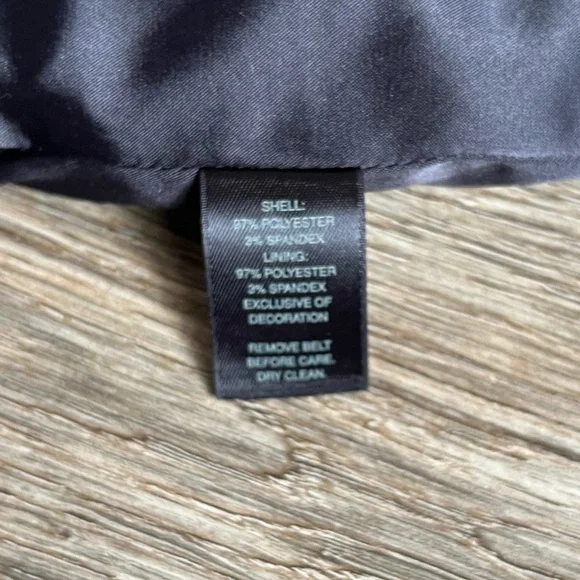 SHELL:
97% POLYESTER
3% SPANDEX
LINING:
97% POLYESTER
3% SPANDEX
EXCLUSIVE OF
DECORATION
REMOVE BELT
BEFORE CARE.
DRY CLEAN.